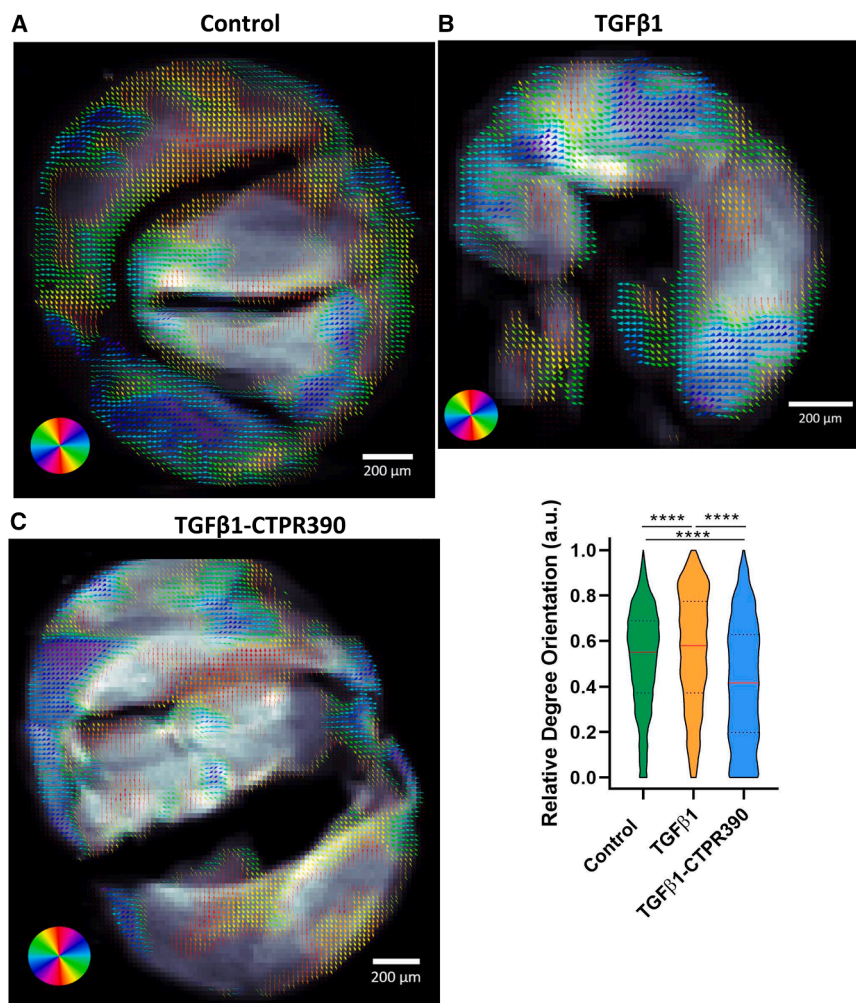 A
Control
200 µm
B
TGFβ1
200 µm
C
TGFβ1-CTPR390
200 µm
**** ****
****
Relative Degree Orientation (a.u.)
1.0
0.8
0.6
0.4
0.2
0.0
Control
TGFβ1
TGFβ1-CTPR390